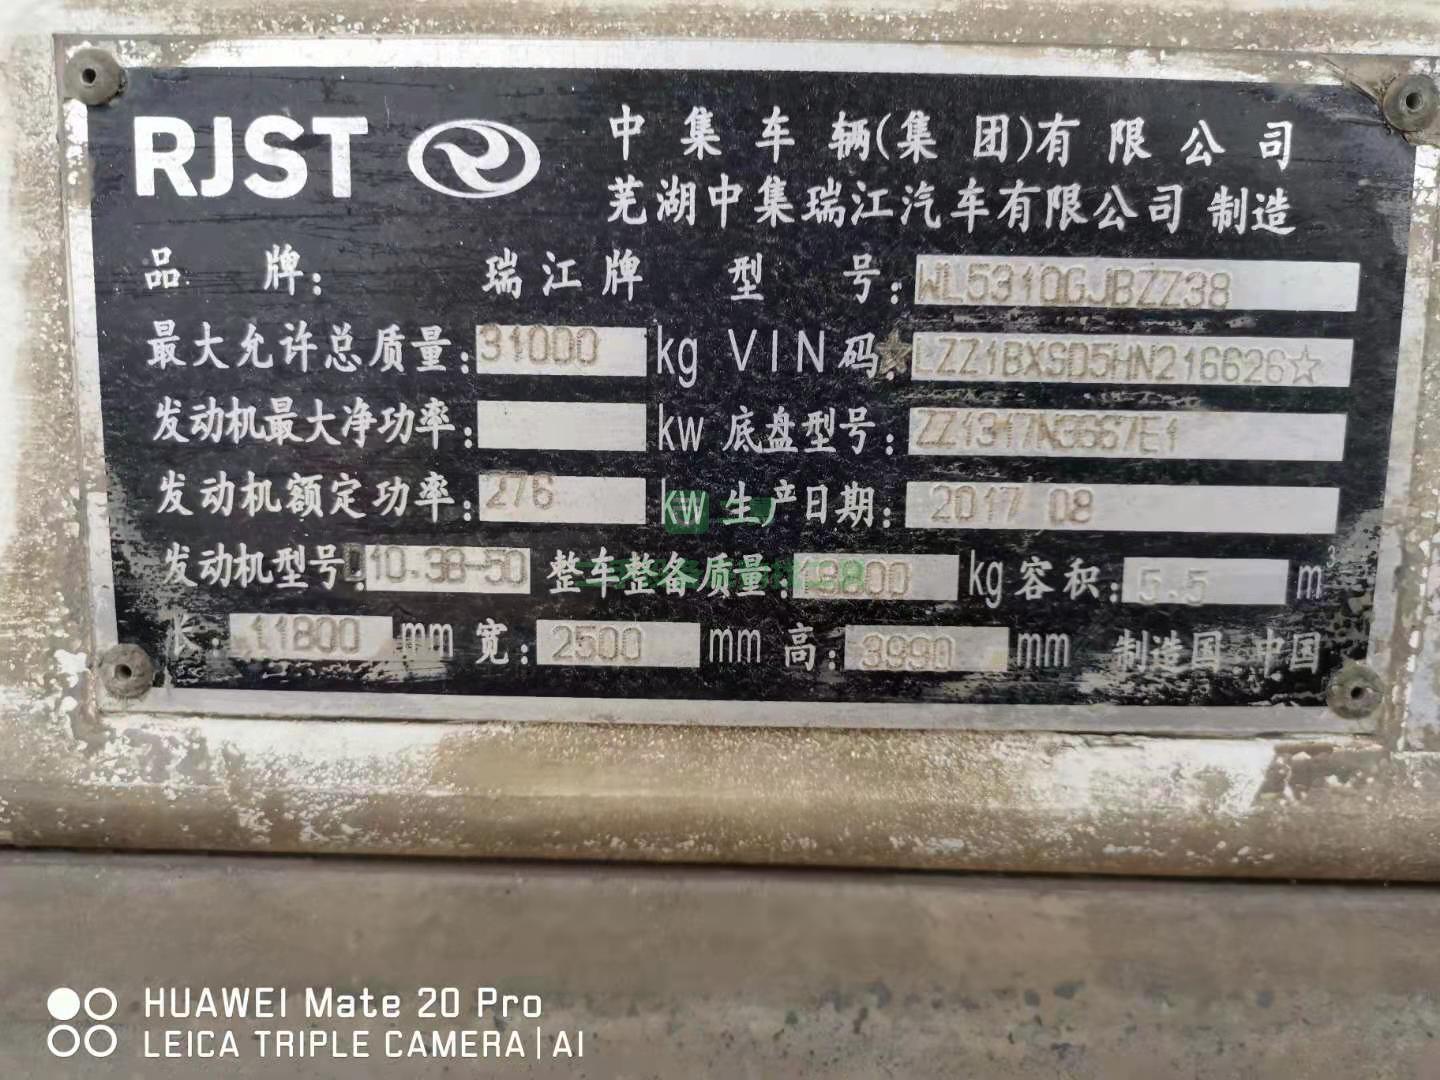 RJST 中集车辆(集团)有限公司
芜湖中集瑞江汽车有限公司 制造
品 牌: 瑞江牌 型 号: WL5310GJBZZ38
最大允许总质量: 31000 kg VIN码: ☆LZZ1BXSD5HN216626☆
发动机最大净功率: kw 底盘型号: ZZ1317N3667E1
发动机额定功率: 276 kw 生产日期: 2017 08
发动机型号: D10.38-50 整车整备质量: 13800 kg 容积: 5.5 m³
长: 11800 mm 宽: 2500 mm 高: 3990 mm 制造国:中国
HUAWEI Mate 20 Pro
LEICA TRIPLE CAMERA | AI